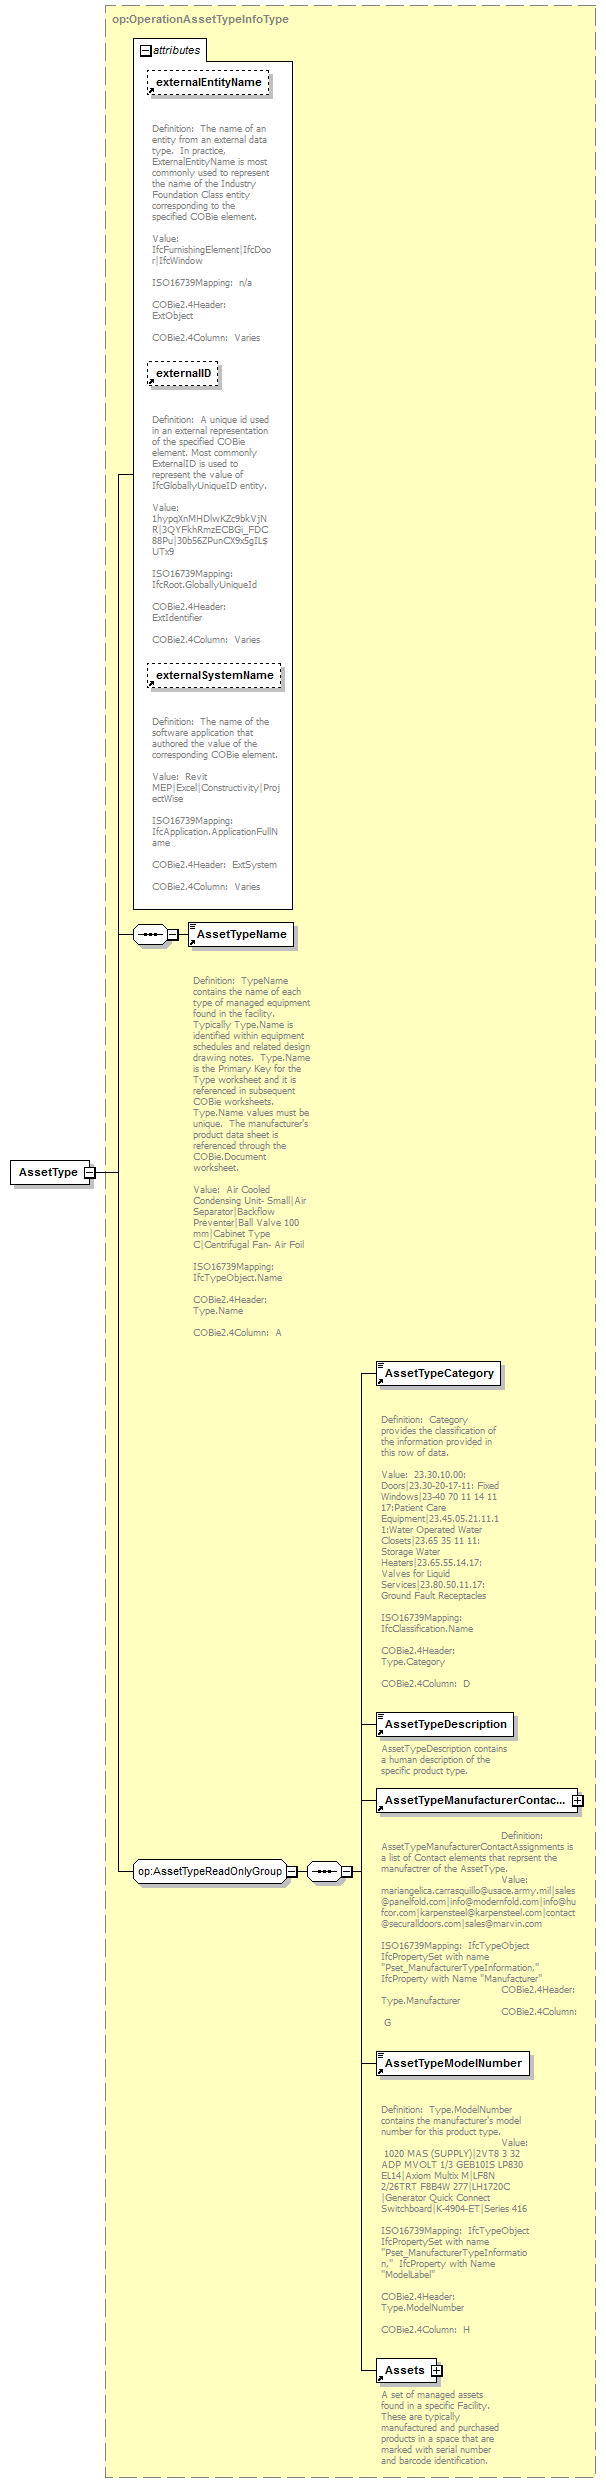 op:OperationAssetTypeInfoType
attributes
externalEntityName
Definition:  The name of an
entity from an external data
type.  In practice,
ExternalEntityName is most
commonly used to represent
the name of the Industry
Foundation Class entity
corresponding to the
specified COBie element.
Value:
IfcFurnishingElement|IfcDoo
r|IfcWindow
ISO16739Mapping:  n/a
COBie2.4Header:
ExtObject
COBie2.4Column:  Varies
externalID
Definition:  A unique id used
in an external representation
of the specified COBie
element. Most commonly
ExternalID is used to
represent the value of
IfcGloballyUniqueID entity.
Value:
1hypqXnMHDlwKZc9bkVjN
R|3QYFkhRmzECBGi_FDC
88Pu|30b56ZPunCX9x5gIL$
UTx9
ISO16739Mapping:
IfcRoot.GloballyUniqueId
COBie2.4Header:
ExtIdentifier
COBie2.4Column:  Varies
externalSystemName
Definition:  The name of the
software application that
authored the value of the
corresponding COBie element.
Value:  Revit
MEP|Excel|Constructivity|Proj
ectWise
ISO16739Mapping:
IfcApplication.ApplicationFullN
ame
COBie2.4Header:  ExtSystem
COBie2.4Column:  Varies
AssetTypeName
Definition:  TypeName
contains the name of each
type of managed equipment
found in the facility.
Typically Type.Name is
identified within equipment
schedules and related design
drawing notes.  Type.Name
is the Primary Key for the
Type worksheet and it is
referenced in subsequent
COBie worksheets.
Type.Name values must be
unique.  The manufacturer's
product data sheet is
referenced through the
COBie.Document
worksheet.
Value:  Air Cooled
Condensing Unit- Small|Air
Separator|Backflow
Preventer|Ball Valve 100
mm|Cabinet Type
C|Centrifugal Fan- Air Foil
ISO16739Mapping:
IfcTypeObject.Name
COBie2.4Header:
Type.Name
COBie2.4Column:  A
AssetType
AssetTypeCategory
Definition:  Category
provides the classification of
the information provided in
this row of data.
Value:  23.30.10.00:
Doors|23.30-20-17-11: Fixed
Windows|23-40 70 11 14 11
17:Patient Care
Equipment|23.45.05.21.11.1
1:Water Operated Water
Closets|23.65 35 11 11:
Storage Water
Heaters|23.65.55.14.17:
Valves for Liquid
Services|23.80.50.11.17:
Ground Fault Receptacles
ISO16739Mapping:
IfcClassification.Name
COBie2.4Header:
Type.Category
COBie2.4Column:  D
AssetTypeDescription
AssetTypeDescription contains
a human description of the
specific product type.
AssetTypeManufacturerContac...
Definition:
AssetTypeManufacturerContactAssignments is
a list of Contact elements that reprsent the
manufactrer of the AssetType.
Value:
mariangelica.carrasquillo@usace.army.mil|sales
@panelfold.com|info@modernfold.com|info@hu
fcor.com|karpensteel@karpensteel.com|contact
@securalldoors.com|sales@marvin.com
ISO16739Mapping:  IfcTypeObject
IfcPropertySet with name
"Pset_ManufacturerTypeInformation,"
IfcProperty with Name "Manufacturer"
COBie2.4Header:
Type.Manufacturer
COBie2.4Column:
G
op:AssetTypeReadOnlyGroup
AssetTypeModelNumber
Definition:  Type.ModelNumber
contains the manufacturer's model
number for this product type.
Value:
1020 MAS (SUPPLY)|2VT8 3 32
ADP MVOLT 1/3 GEB10IS LP830
EL14|Axiom Multix M|LF8N
2/26TRT F8B4W 277|LH1720C
|Generator Quick Connect
Switchboard|K-4904-ET|Series 416
ISO16739Mapping:  IfcTypeObject
IfcPropertySet with name
"Pset_ManufacturerTypeInformatio
n,"  IfcProperty with Name
"ModelLabel"
COBie2.4Header:
Type.ModelNumber
COBie2.4Column:  H
Assets
A set of managed assets
found in a specific Facility.
These are typically
manufactured and purchased
products in a space that are
marked with serial number
and barcode identification.